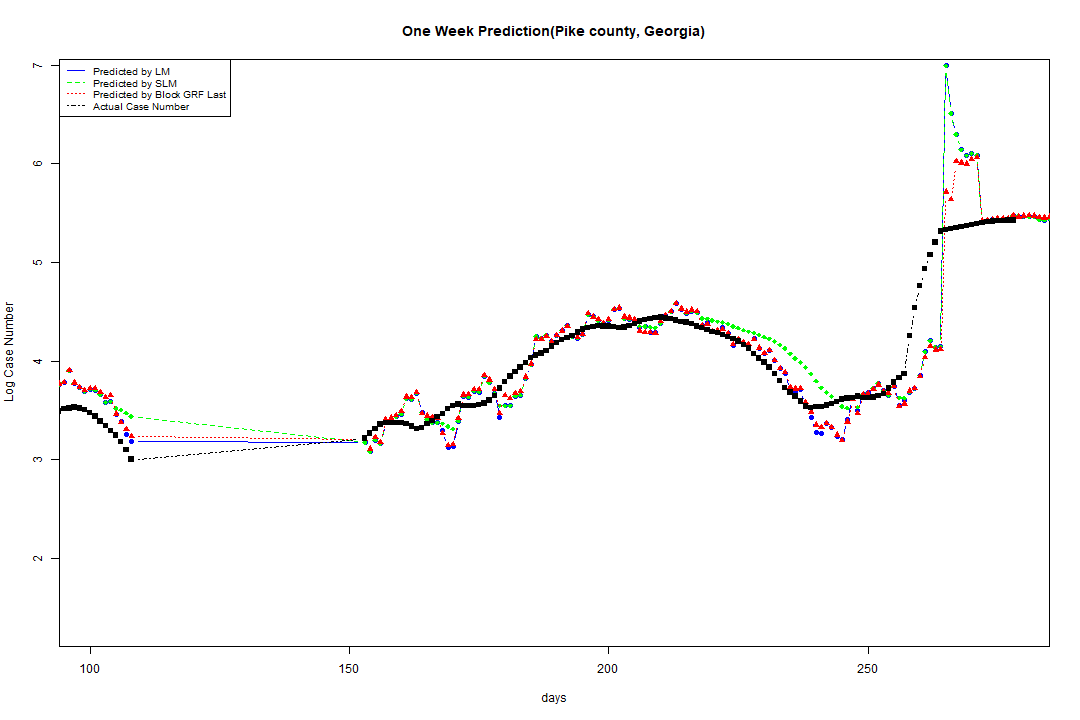 One Week Prediction(Pike county, Georgia)
Predicted by LM
Predicted by SLM
Predicted by Block GRF Last
Actual Case Number
7
6
5
4
3
2
Log Case Number
100 150 200 250
days